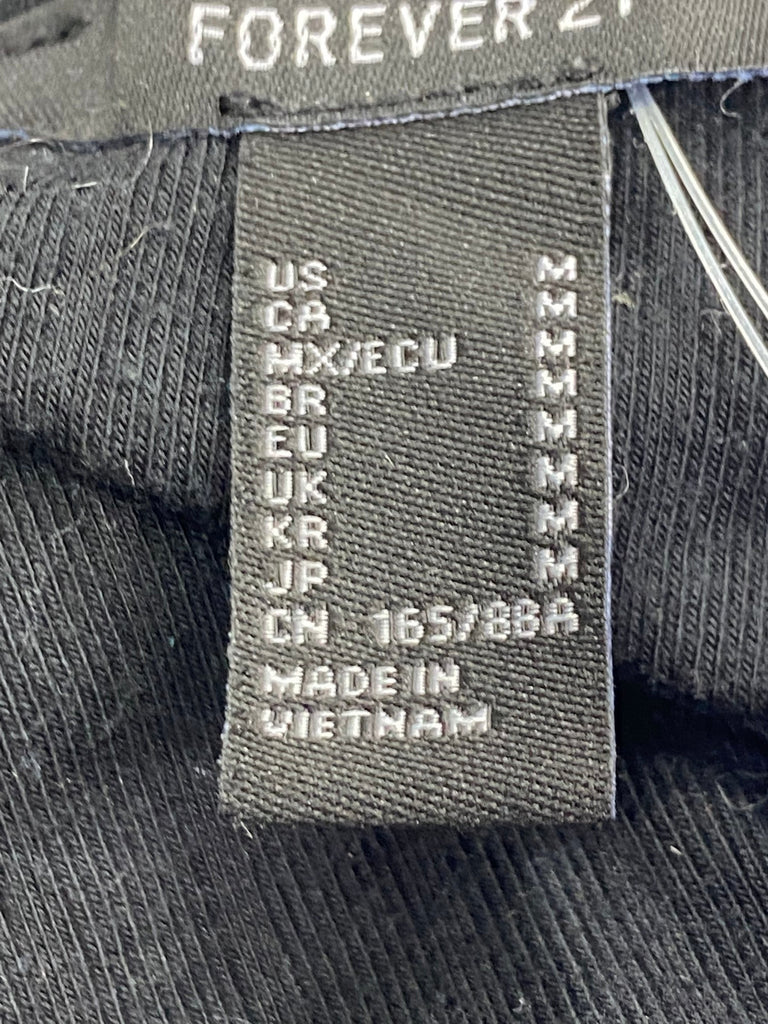 FOREVER 21
US M
CA M
MX/ECU M
BR M
EU M
UK M
KR M
JP M
CN 165/88A
MADE IN
VIETNAM